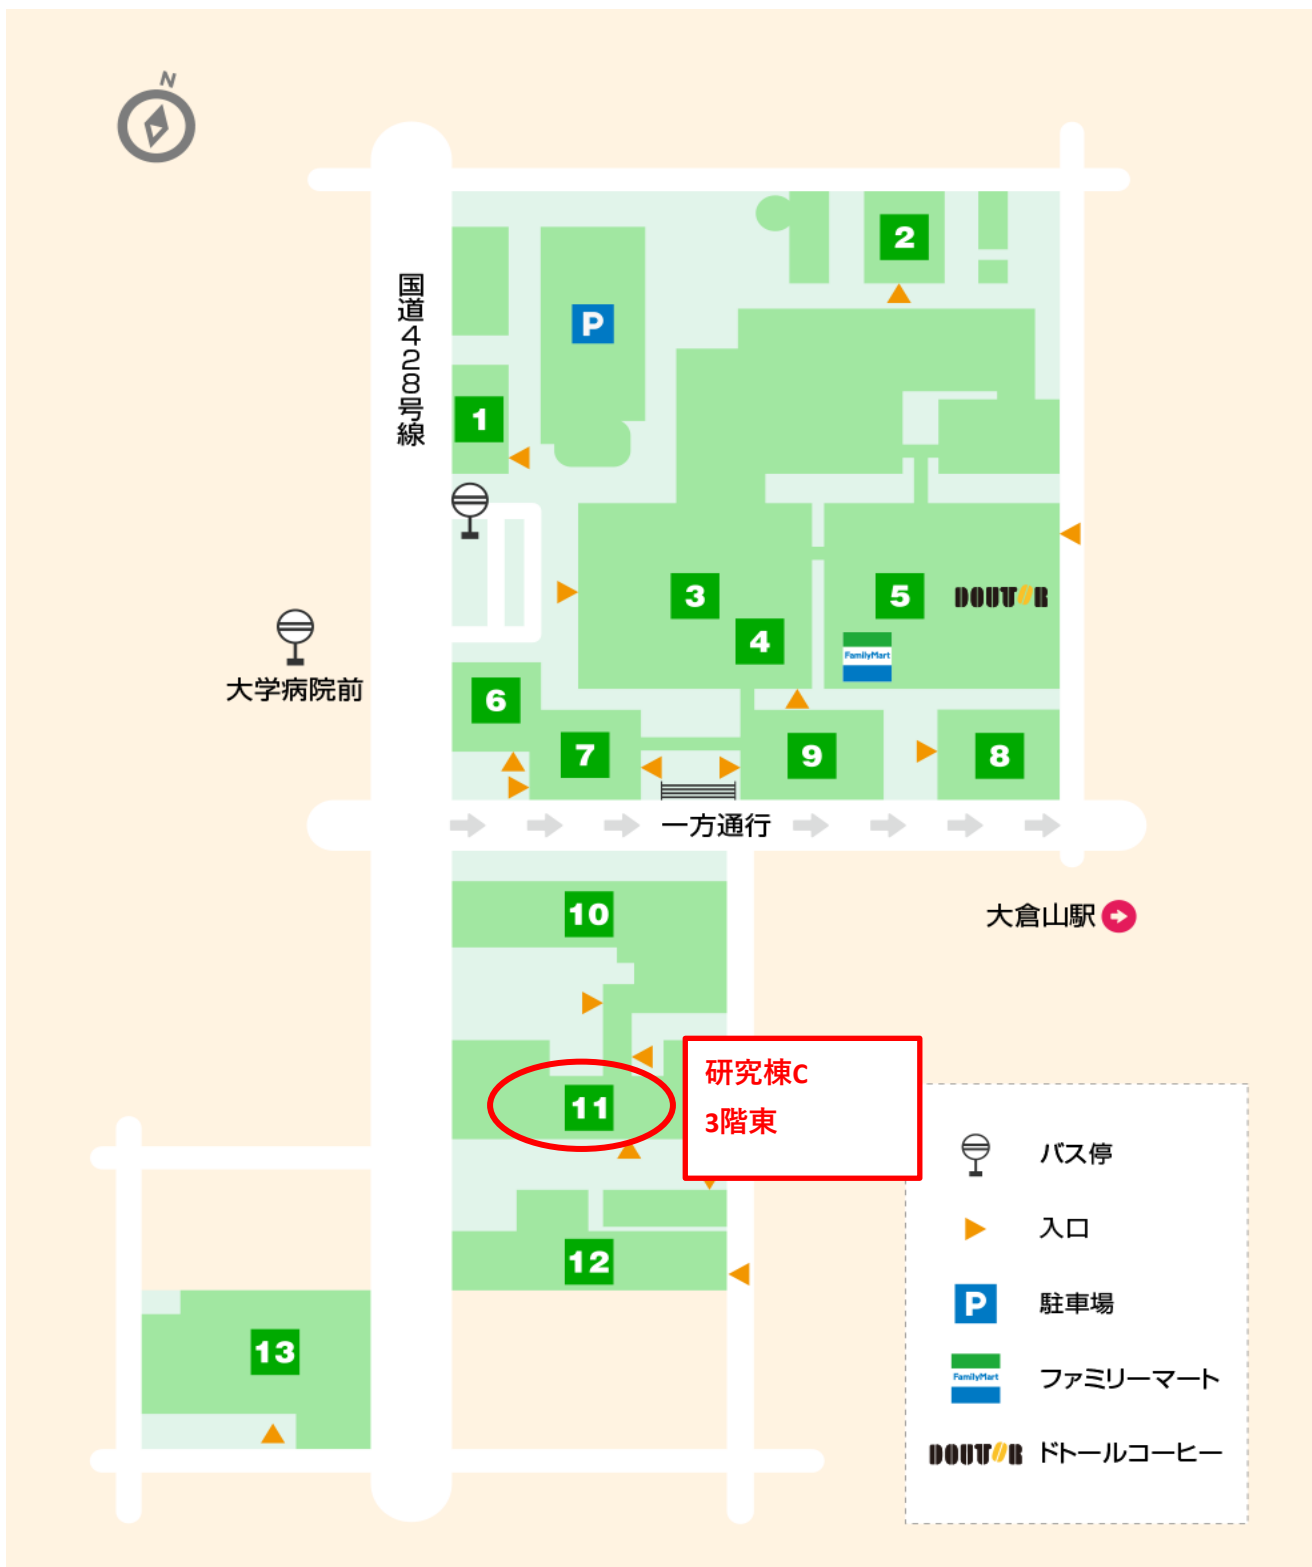 N
国道428号線
2
P
1
3
5
DOUTOR
4
FamilyMart
大学病院前
6
7
9
8
一方通行
10
大倉山駅
研究棟C
3階東
11
バス停
入口
12
P
駐車場
13
FamilyMart
ファミリーマート
DOUTOR
ドトールコーヒー